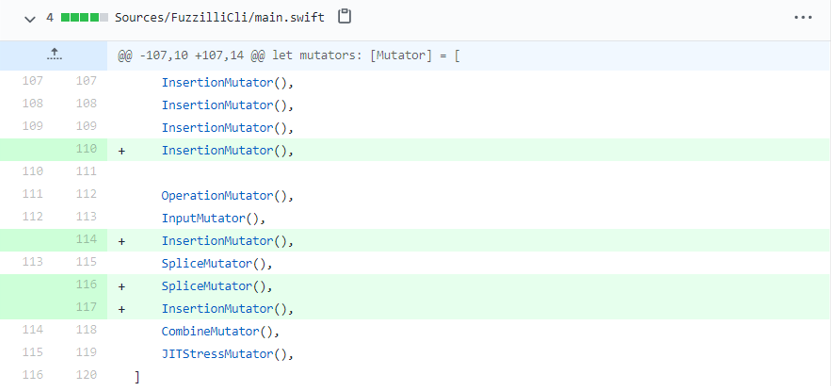 4 Sources/FuzzilliCli/main.swift
@@ -107,10 +107,14 @@ let mutators: [Mutator] = [
107 107 InsertionMutator(),
108 108 InsertionMutator(),
109 109 InsertionMutator(),
110 + InsertionMutator(),
110 111
111 112 OperationMutator(),
112 113 InputMutator(),
114 + InsertionMutator(),
113 115 SpliceMutator(),
116 + SpliceMutator(),
117 + InsertionMutator(),
114 118 CombineMutator(),
115 119 JITStressMutator(),
116 120 ]